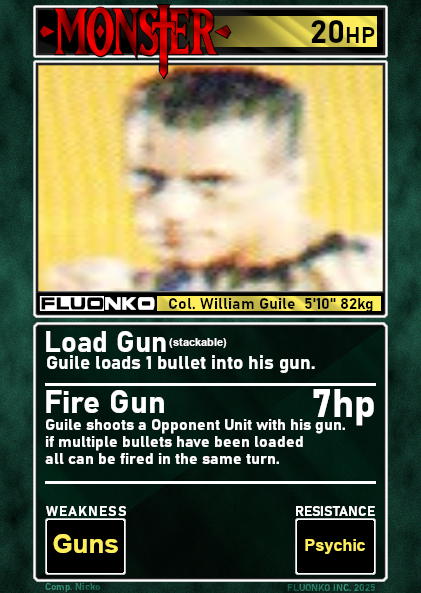 MONSTER
20HP
FLUONKO
Col. William Guile 5'10" 82kg
Load Gun (stackable)
Guile loads 1 bullet into his gun.
Fire Gun 7hp
Guile shoots a Opponent Unit with his gun.
if multiple bullets have been loaded
all can be fired in the same turn.
WEAKNESS RESISTANCE
Guns Psychic
Comp. Nicko FLUONKO INC. 2025